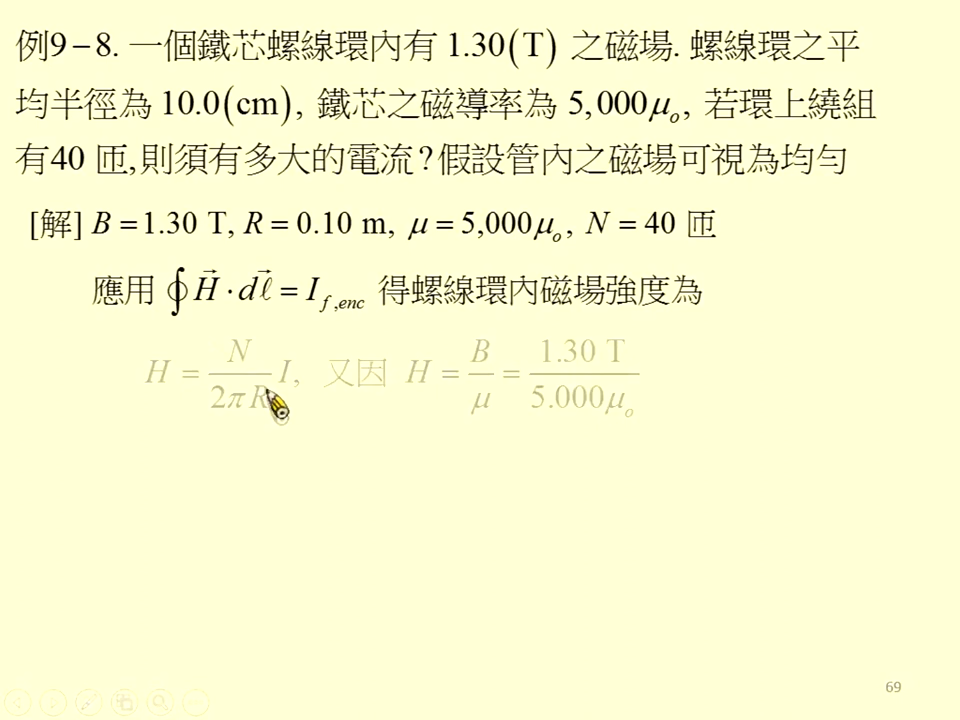 例9－8. 一個鐵芯螺線環內有 1.30(T) 之磁場. 螺線環之平
均半徑為 10.0(cm), 鐵芯之磁導率為 5,000μₒ, 若環上繞組
有40 匝,則須有多大的電流?假設管內之磁場可視為均勻
[解] B = 1.30 T, R = 0.10 m, μ = 5,000μₒ, N = 40 匝
應用 ∮H⃗ · dℓ⃗ = I_{f,enc} 得螺線環內磁場強度為
H = N/(2πR) I, 又因 H = B/μ = 1.30 T/5.000μₒ
69